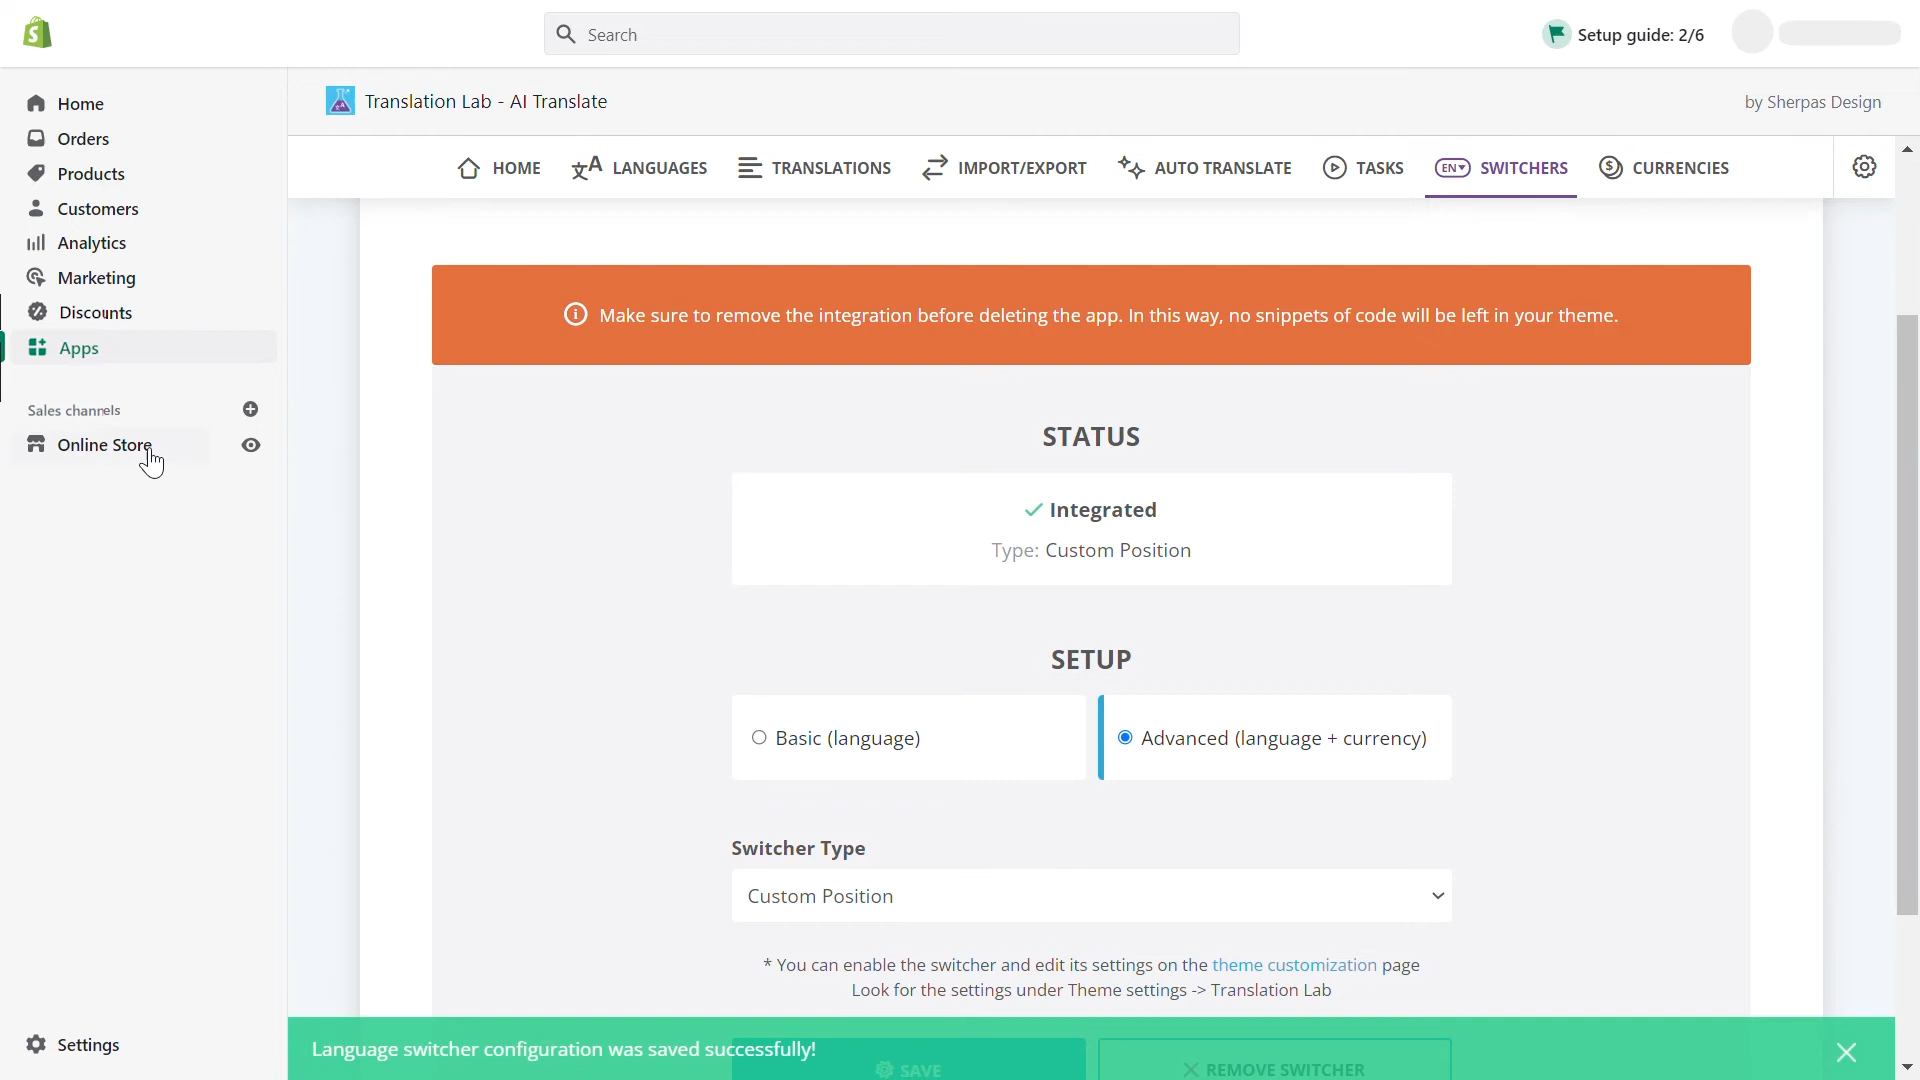 Search
Setup guide: 2/6
Home
Orders
Products
Customers
Analytics
Marketing
Discounts
Apps
Sales channels
Online Store
Settings
Translation Lab - AI Translate
by Sherpas Design
HOME
LANGUAGES
TRANSLATIONS
IMPORT/EXPORT
AUTO TRANSLATE
TASKS
EN
SWITCHERS
CURRENCIES
Make sure to remove the integration before deleting the app. In this way, no snippets of code will be left in your theme.
STATUS
Integrated
Type: Custom Position
SETUP
Basic (language)
Advanced (language + currency)
Switcher Type
Custom Position
* You can enable the switcher and edit its settings on the theme customization page
Look for the settings under Theme settings -> Translation Lab
Language switcher configuration was saved successfully!
SAVE
REMOVE SWITCHER